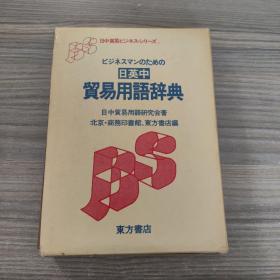 日中貿易ビジネス・シリーズ
ビジネスマンのための
日英中
貿易用語辞典
日中貿易用語研究会著
北京・商務印書館、東方書店編
BS
東方書店